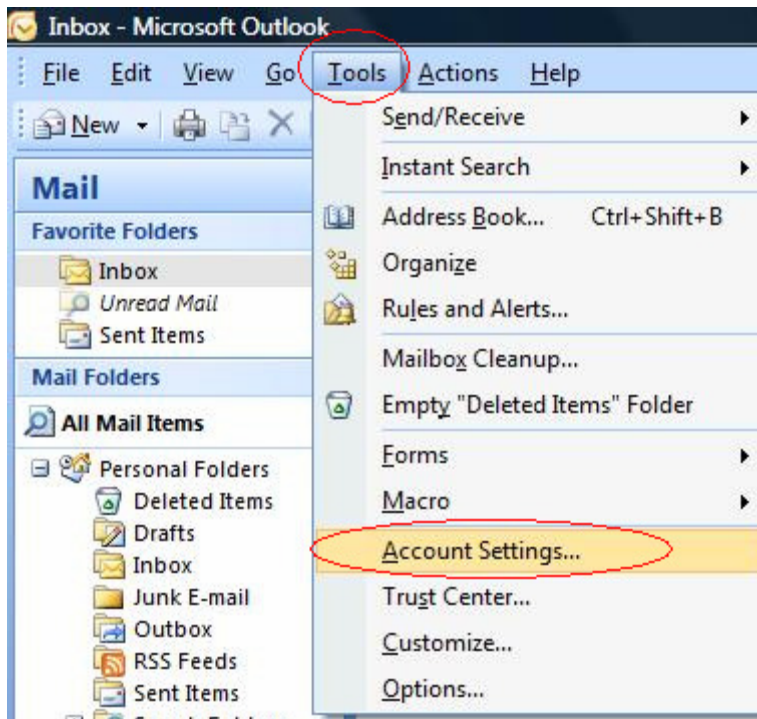 Inbox - Microsoft Outlook
File Edit View Go Tools Actions Help
New
Send/Receive
Instant Search
Address Book... Ctrl+Shift+B
Organize
Rules and Alerts...
Mailbox Cleanup...
Empty "Deleted Items" Folder
Forms
Macro
Account Settings...
Trust Center...
Customize...
Options...
Mail
Favorite Folders
Inbox
Unread Mail
Sent Items
Mail Folders
All Mail Items
Personal Folders
Deleted Items
Drafts
Inbox
Junk E-mail
Outbox
RSS Feeds
Sent Items